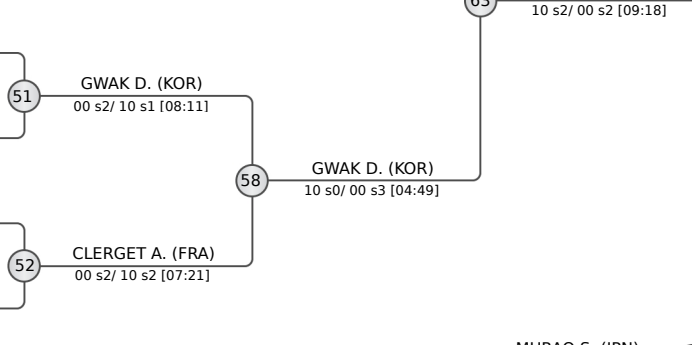 63
10 s2/ 00 s2 [09:18]
GWAK D. (KOR)
51
00 s2/ 10 s1 [08:11]
GWAK D. (KOR)
58
10 s0/ 00 s3 [04:49]
CLERGET A. (FRA)
52
00 s2/ 10 s2 [07:21]